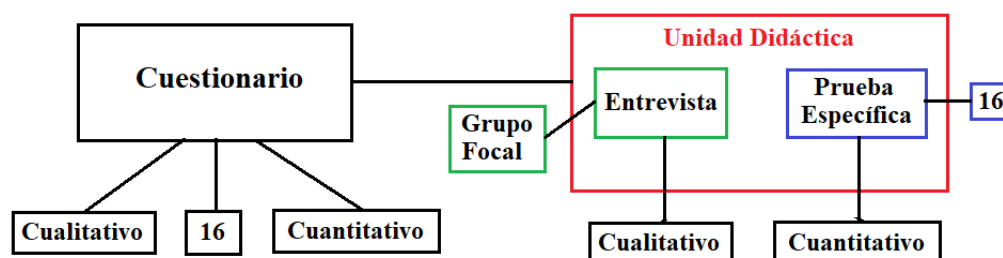 Cuestionario
Cualitativo
16
Cuantitativo
Unidad Didáctica
Grupo
Focal
Entrevista
Prueba
Específica
16
Cualitativo
Cuantitativo